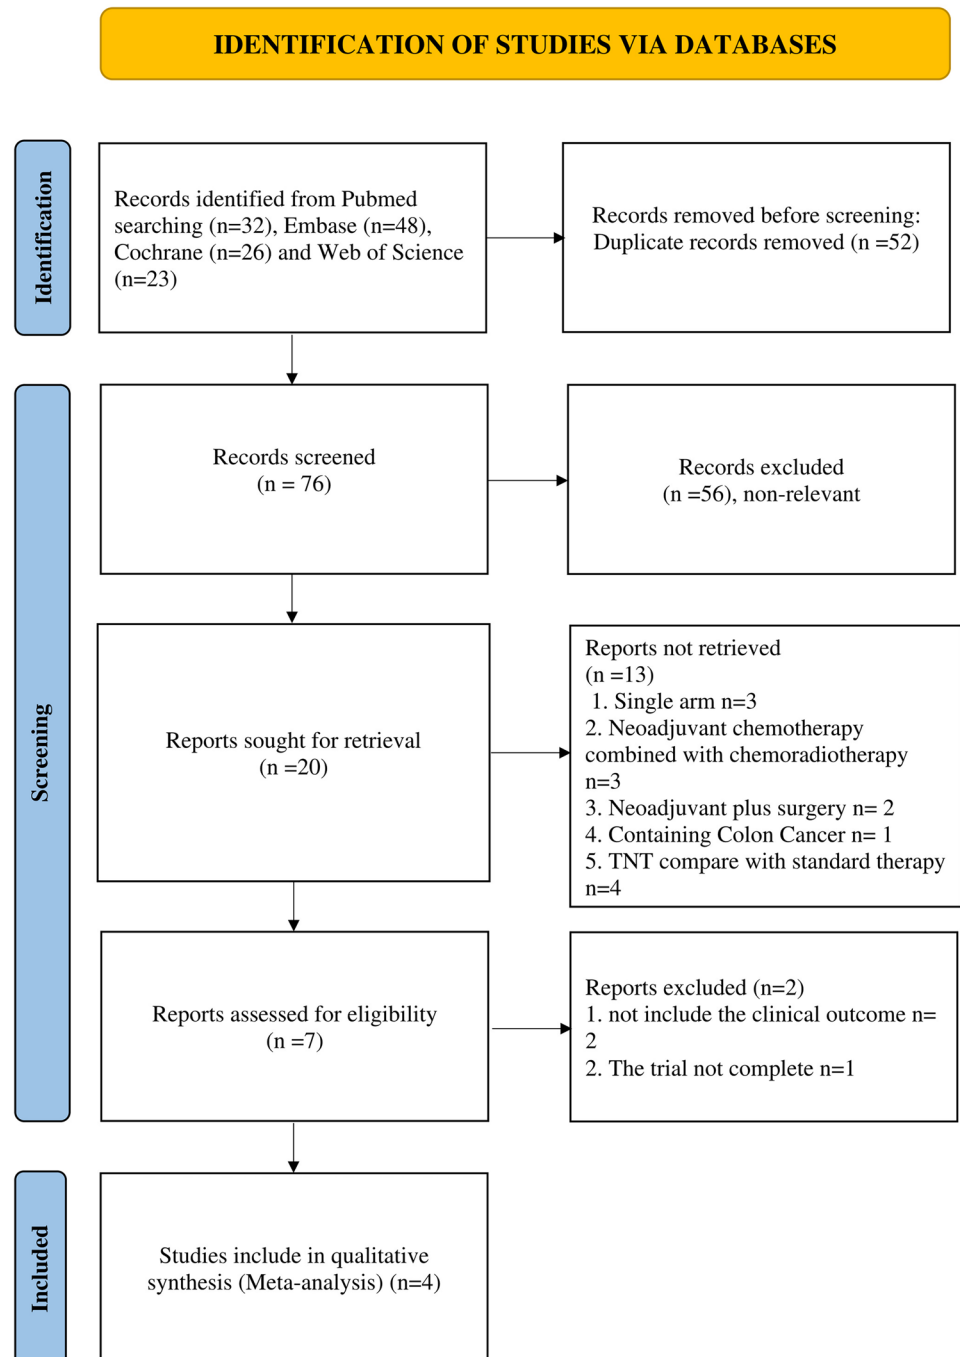 IDENTIFICATION OF STUDIES VIA DATABASES
Identification
Records identified from Pubmed
searching (n=32), Embase (n=48),
Cochrane (n=26) and Web of Science
(n=23)
Records removed before screening:
Duplicate records removed (n =52)
Screening
Records screened
(n = 76)
Records excluded
(n =56), non-relevant
Reports sought for retrieval
(n =20)
Reports not retrieved
(n =13)
1. Single arm n=3
2. Neoadjuvant chemotherapy
combined with chemoradiotherapy
n=3
3. Neoadjuvant plus surgery n= 2
4. Containing Colon Cancer n= 1
5. TNT compare with standard therapy
n=4
Reports assessed for eligibility
(n =7)
Reports excluded (n=2)
1. not include the clinical outcome n=
2
2. The trial not complete n=1
Included
Studies include in qualitative
synthesis (Meta-analysis) (n=4)